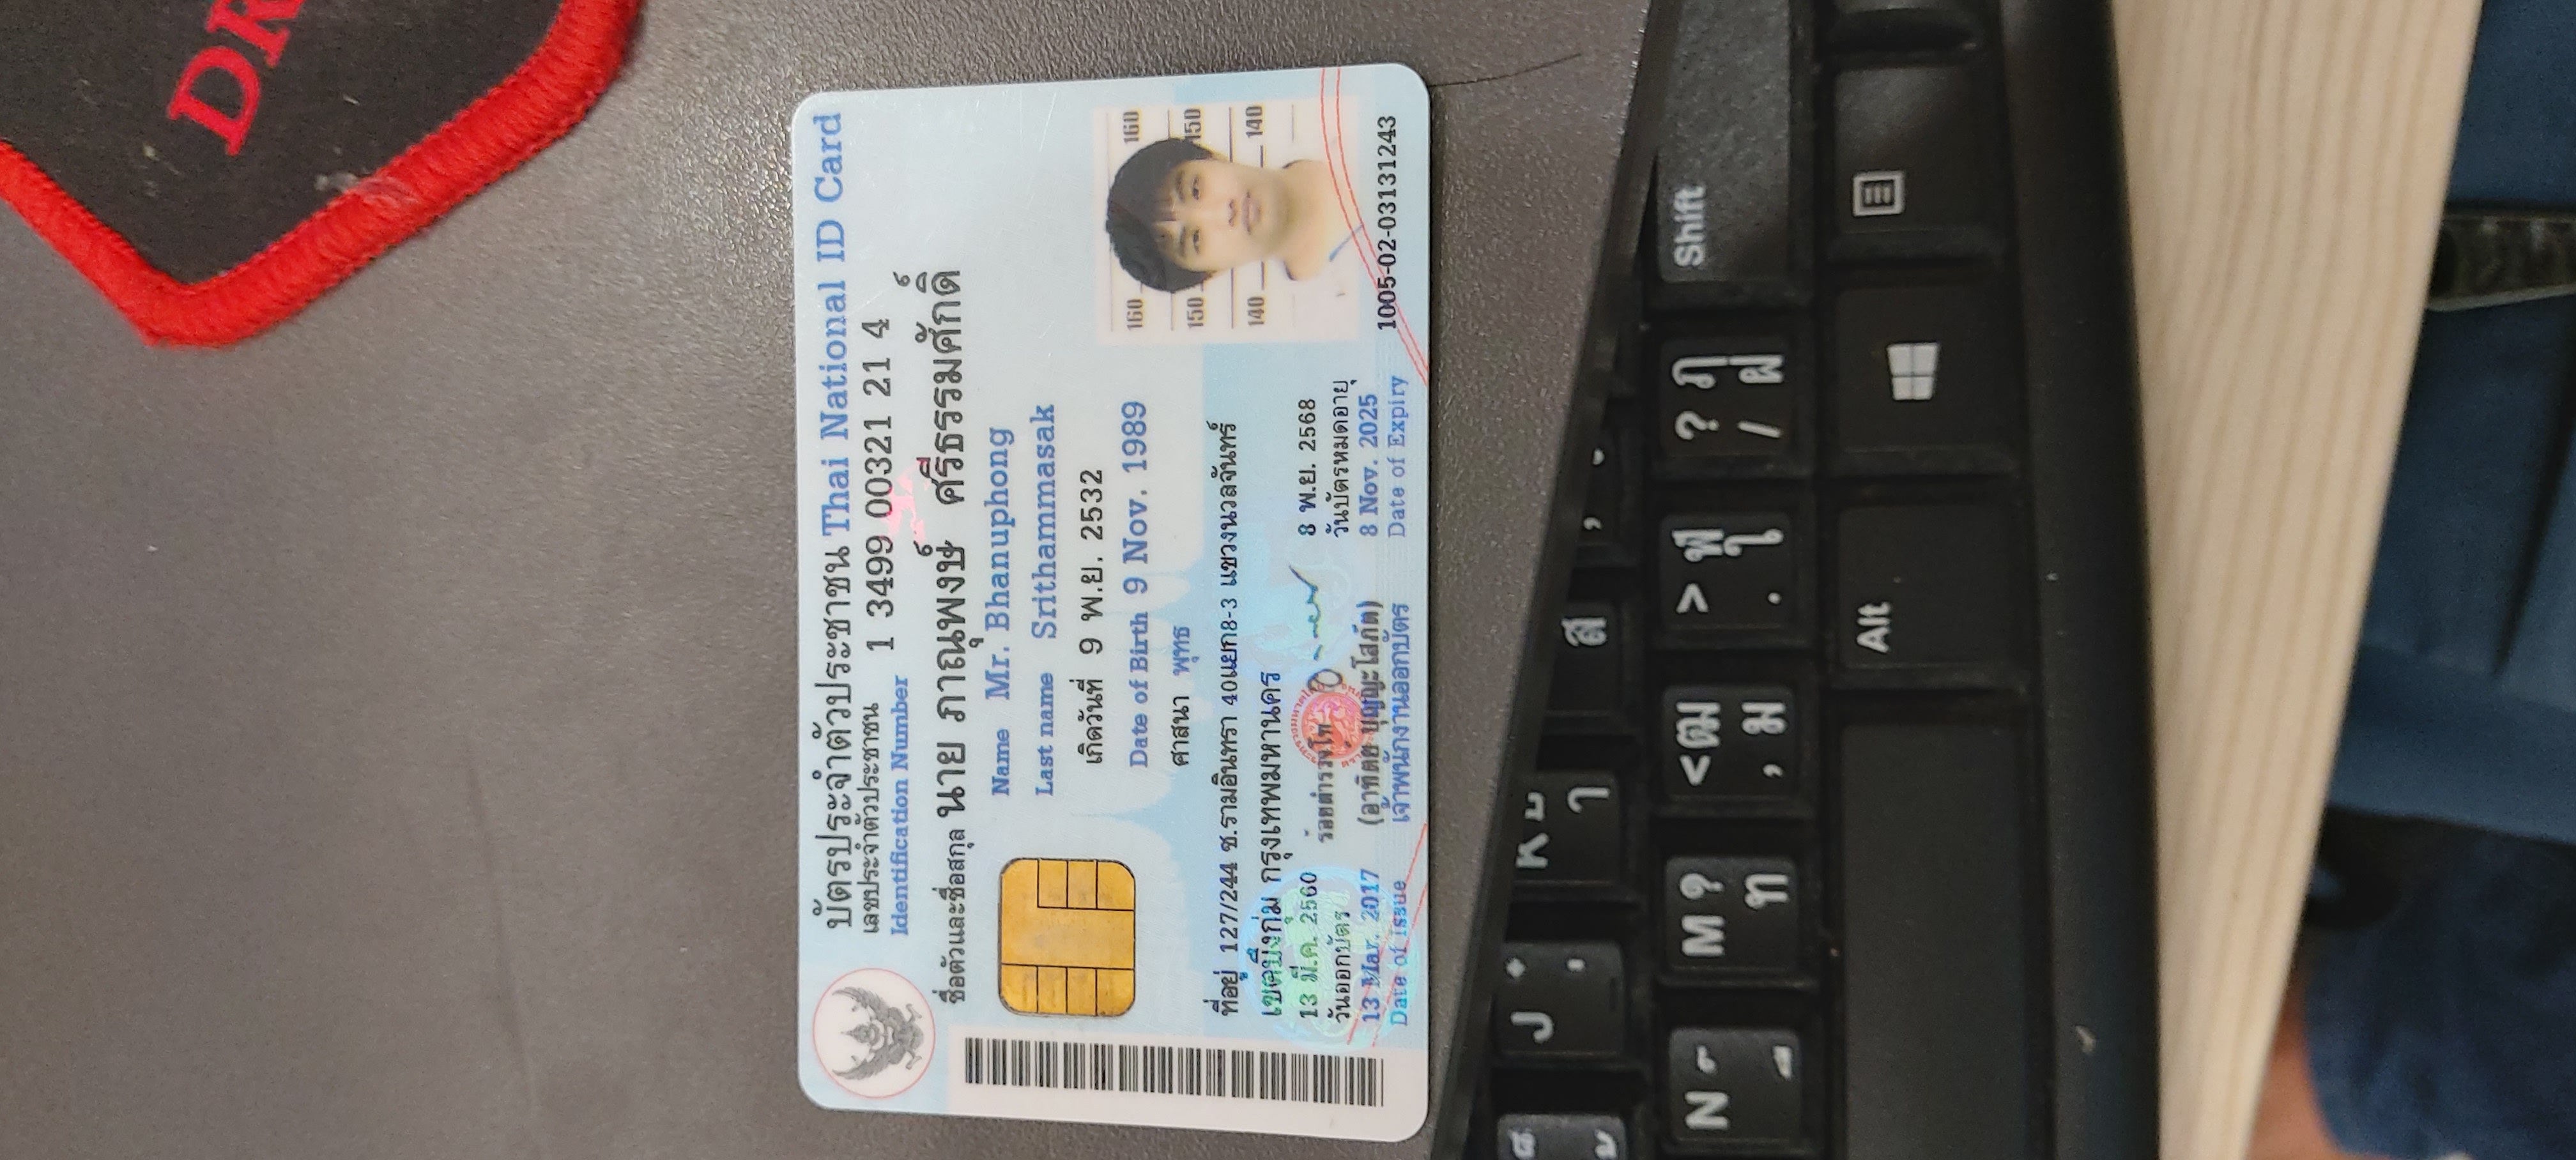 DR
บัตรประจำตัวประชาชน Thai National ID Card
เลขประจำตัวประชาชน 1 3499 00321 21 4
Identification Number
ชื่อตัวและชื่อสกุล นาย ภาณุพงษ์ ศรีธรรมศักดิ์
Name Mr. Bhanuphong
Last name Srithammasak
เกิดวันที่ 9 พ.ย. 2532
Date of Birth 9 Nov. 1989
ศาสนา พุทธ
160 160
150 150
140 140
ที่อยู่ 127/244 ซ.รามอินทรา 40แยก8-3 แขวงนวลจันทร์
เขตบึงกุ่ม กรุงเทพมหานคร
13 มี.ค. 2560 ร้อยตำรวจโท 8 พ.ย. 2568
วันออกบัตร วันบัตรหมดอายุ
13 Mar. 2017 (อาทิตย์ บุญญะโสภัต) 8 Nov. 2025
Date of Issue เจ้าพนักงานออกบัตร Date of Expiry
1005-02-03131243
J
K
า ส ,
N M ? < ฒ > ฬ ? ฦ Shift
ท , ม . ใ / ฝ
Alt